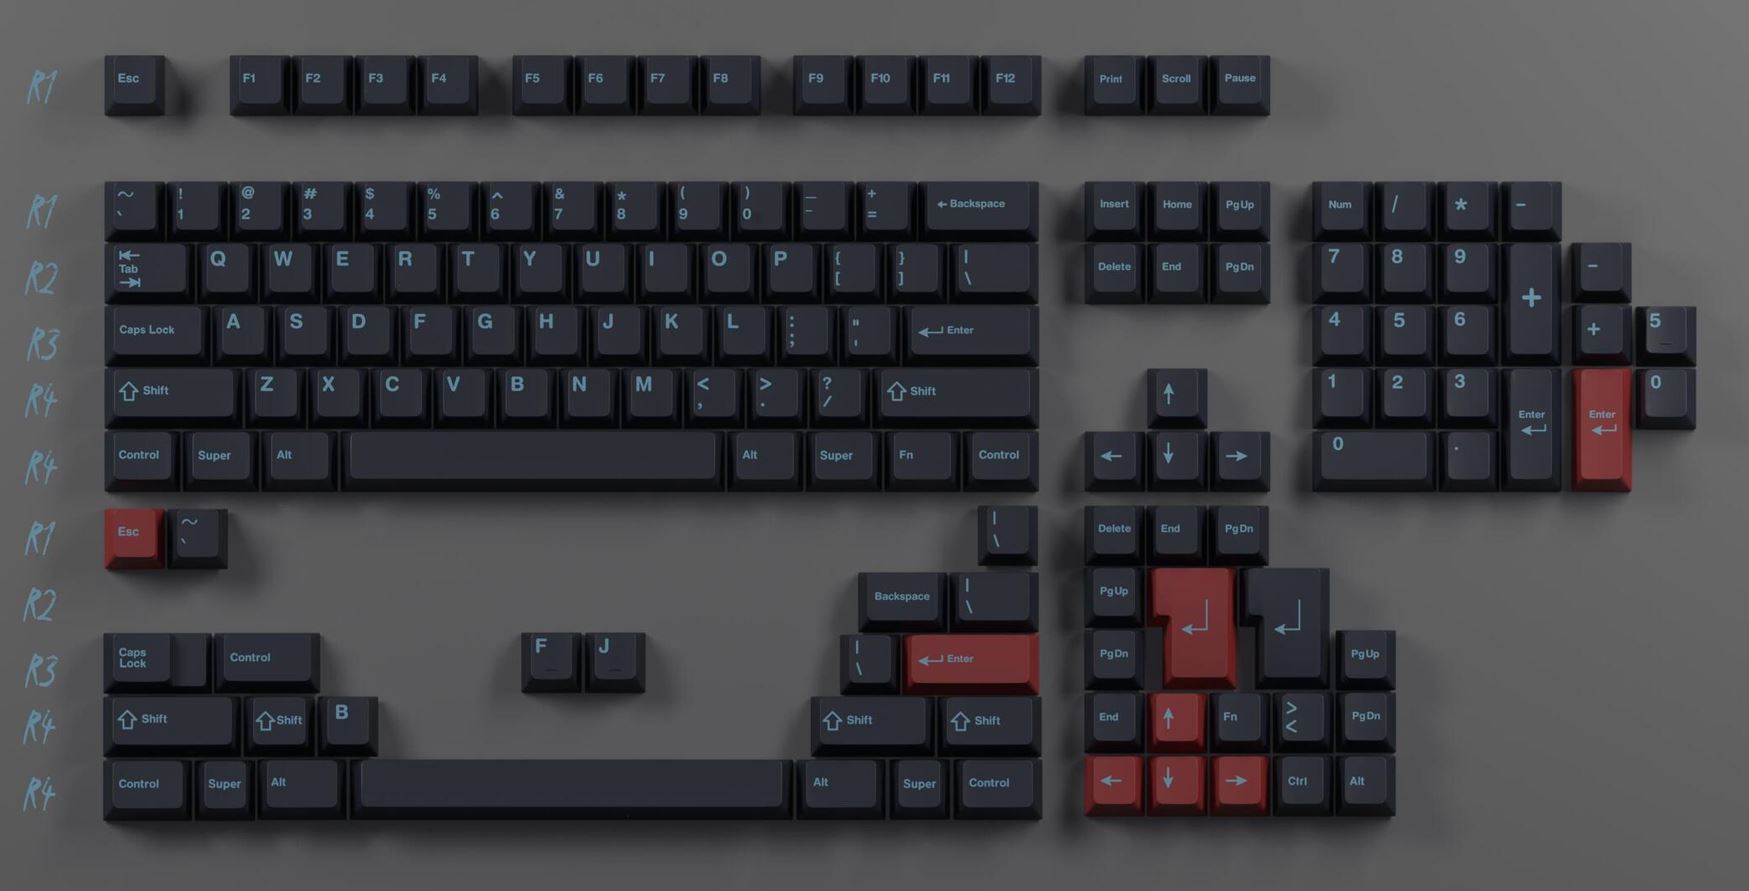 R1 Esc F1 F2 F3 F4 F5 F6 F7 F8 F9 F10 F11 F12 Print Scroll Pause
~ ! @ # $ % ^ & * ( ) _ +
R1 ` 1 2 3 4 5 6 7 8 9 0 - = ← Backspace Insert Home PgUp Num / * -
R2 Tab Q W E R T Y U I O P { [ } ] | \ Delete End PgDn 7 8 9 + -
R3 Caps Lock A S D F G H J K L : ; " ' Enter 4 5 6 + 5
R4 Shift Z X C V B N M < , > . ? / Shift ↑ 1 2 3 Enter Enter 0
R4 Control Super Alt Alt Super Fn Control ← ↓ → 0 .
R1 Esc ~ ` | \ Delete End PgDn
R2 Backspace | \ PgUp
R3 Caps Lock Control F J | \ Enter PgDn PgUp
R4 Shift Shift B Shift Shift End ↑ Fn > < PgDn
R4 Control Super Alt Alt Super Control ← ↓ → Ctrl Alt